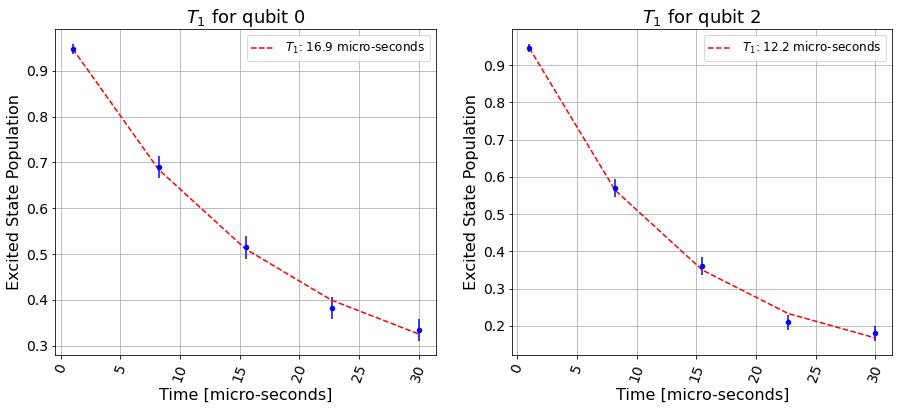 T₁ for qubit 0
Excited State Population
0.9
0.8
0.7
0.6
0.5
0.4
0.3
T₁: 16.9 micro-seconds
0 5 10 15 20 25 30
Time [micro-seconds]
T₁ for qubit 2
Excited State Population
0.9
0.8
0.7
0.6
0.5
0.4
0.3
0.2
T₁: 12.2 micro-seconds
0 5 10 15 20 25 30
Time [micro-seconds]